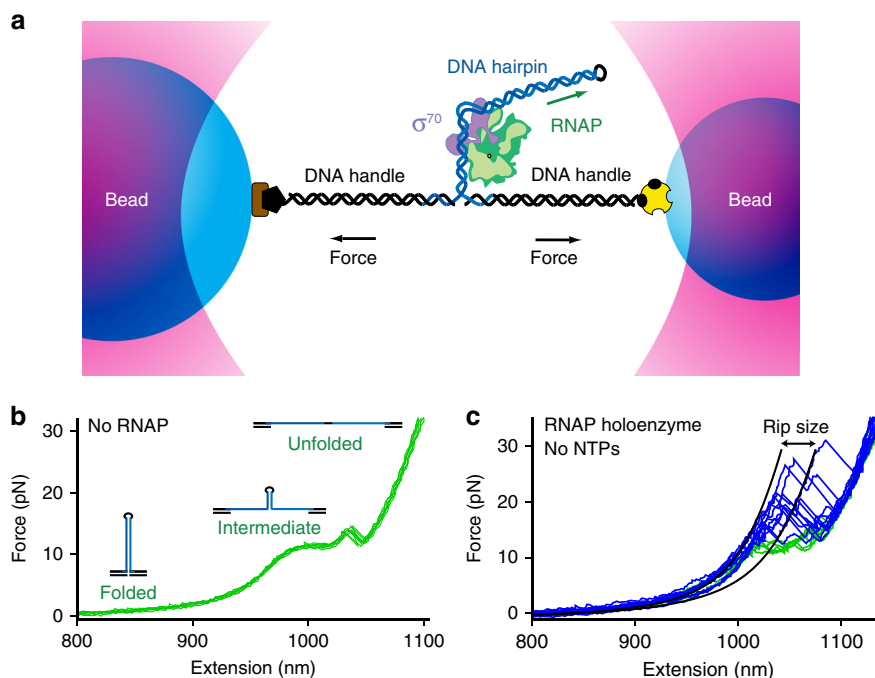 a
DNA hairpin
σ70
RNAP
DNA handle
DNA handle
Bead
Bead
Force
Force
b
No RNAP
Unfolded
Intermediate
Folded
Force (pN)
30
20
10
0
800
900
1000
1100
Extension (nm)
c
RNAP holoenzyme
No NTPs
Rip size
Force (pN)
30
20
10
0
800
900
1000
1100
Extension (nm)